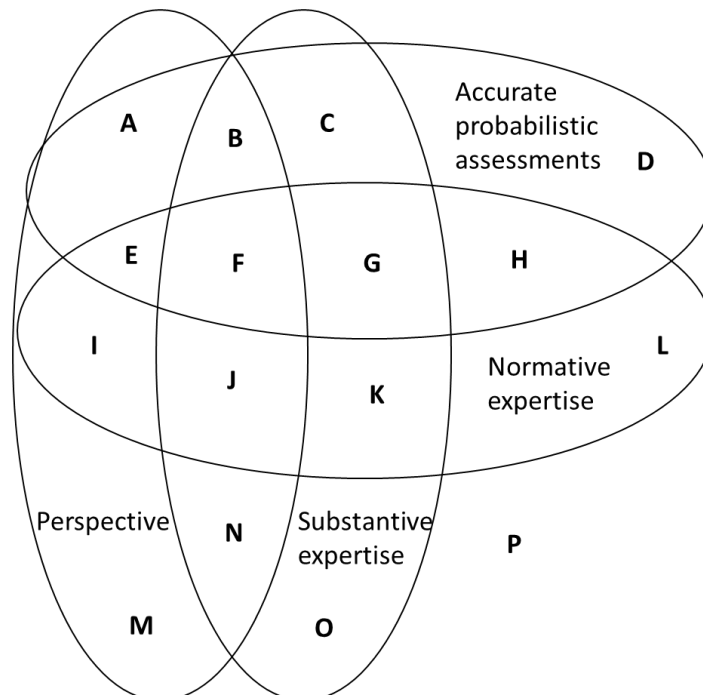 Accurate
probabilistic
assessments
A
B
C
D
E
F
G
H
I
J
K
L
Normative
expertise
Perspective
N
Substantive
expertise
P
M
O